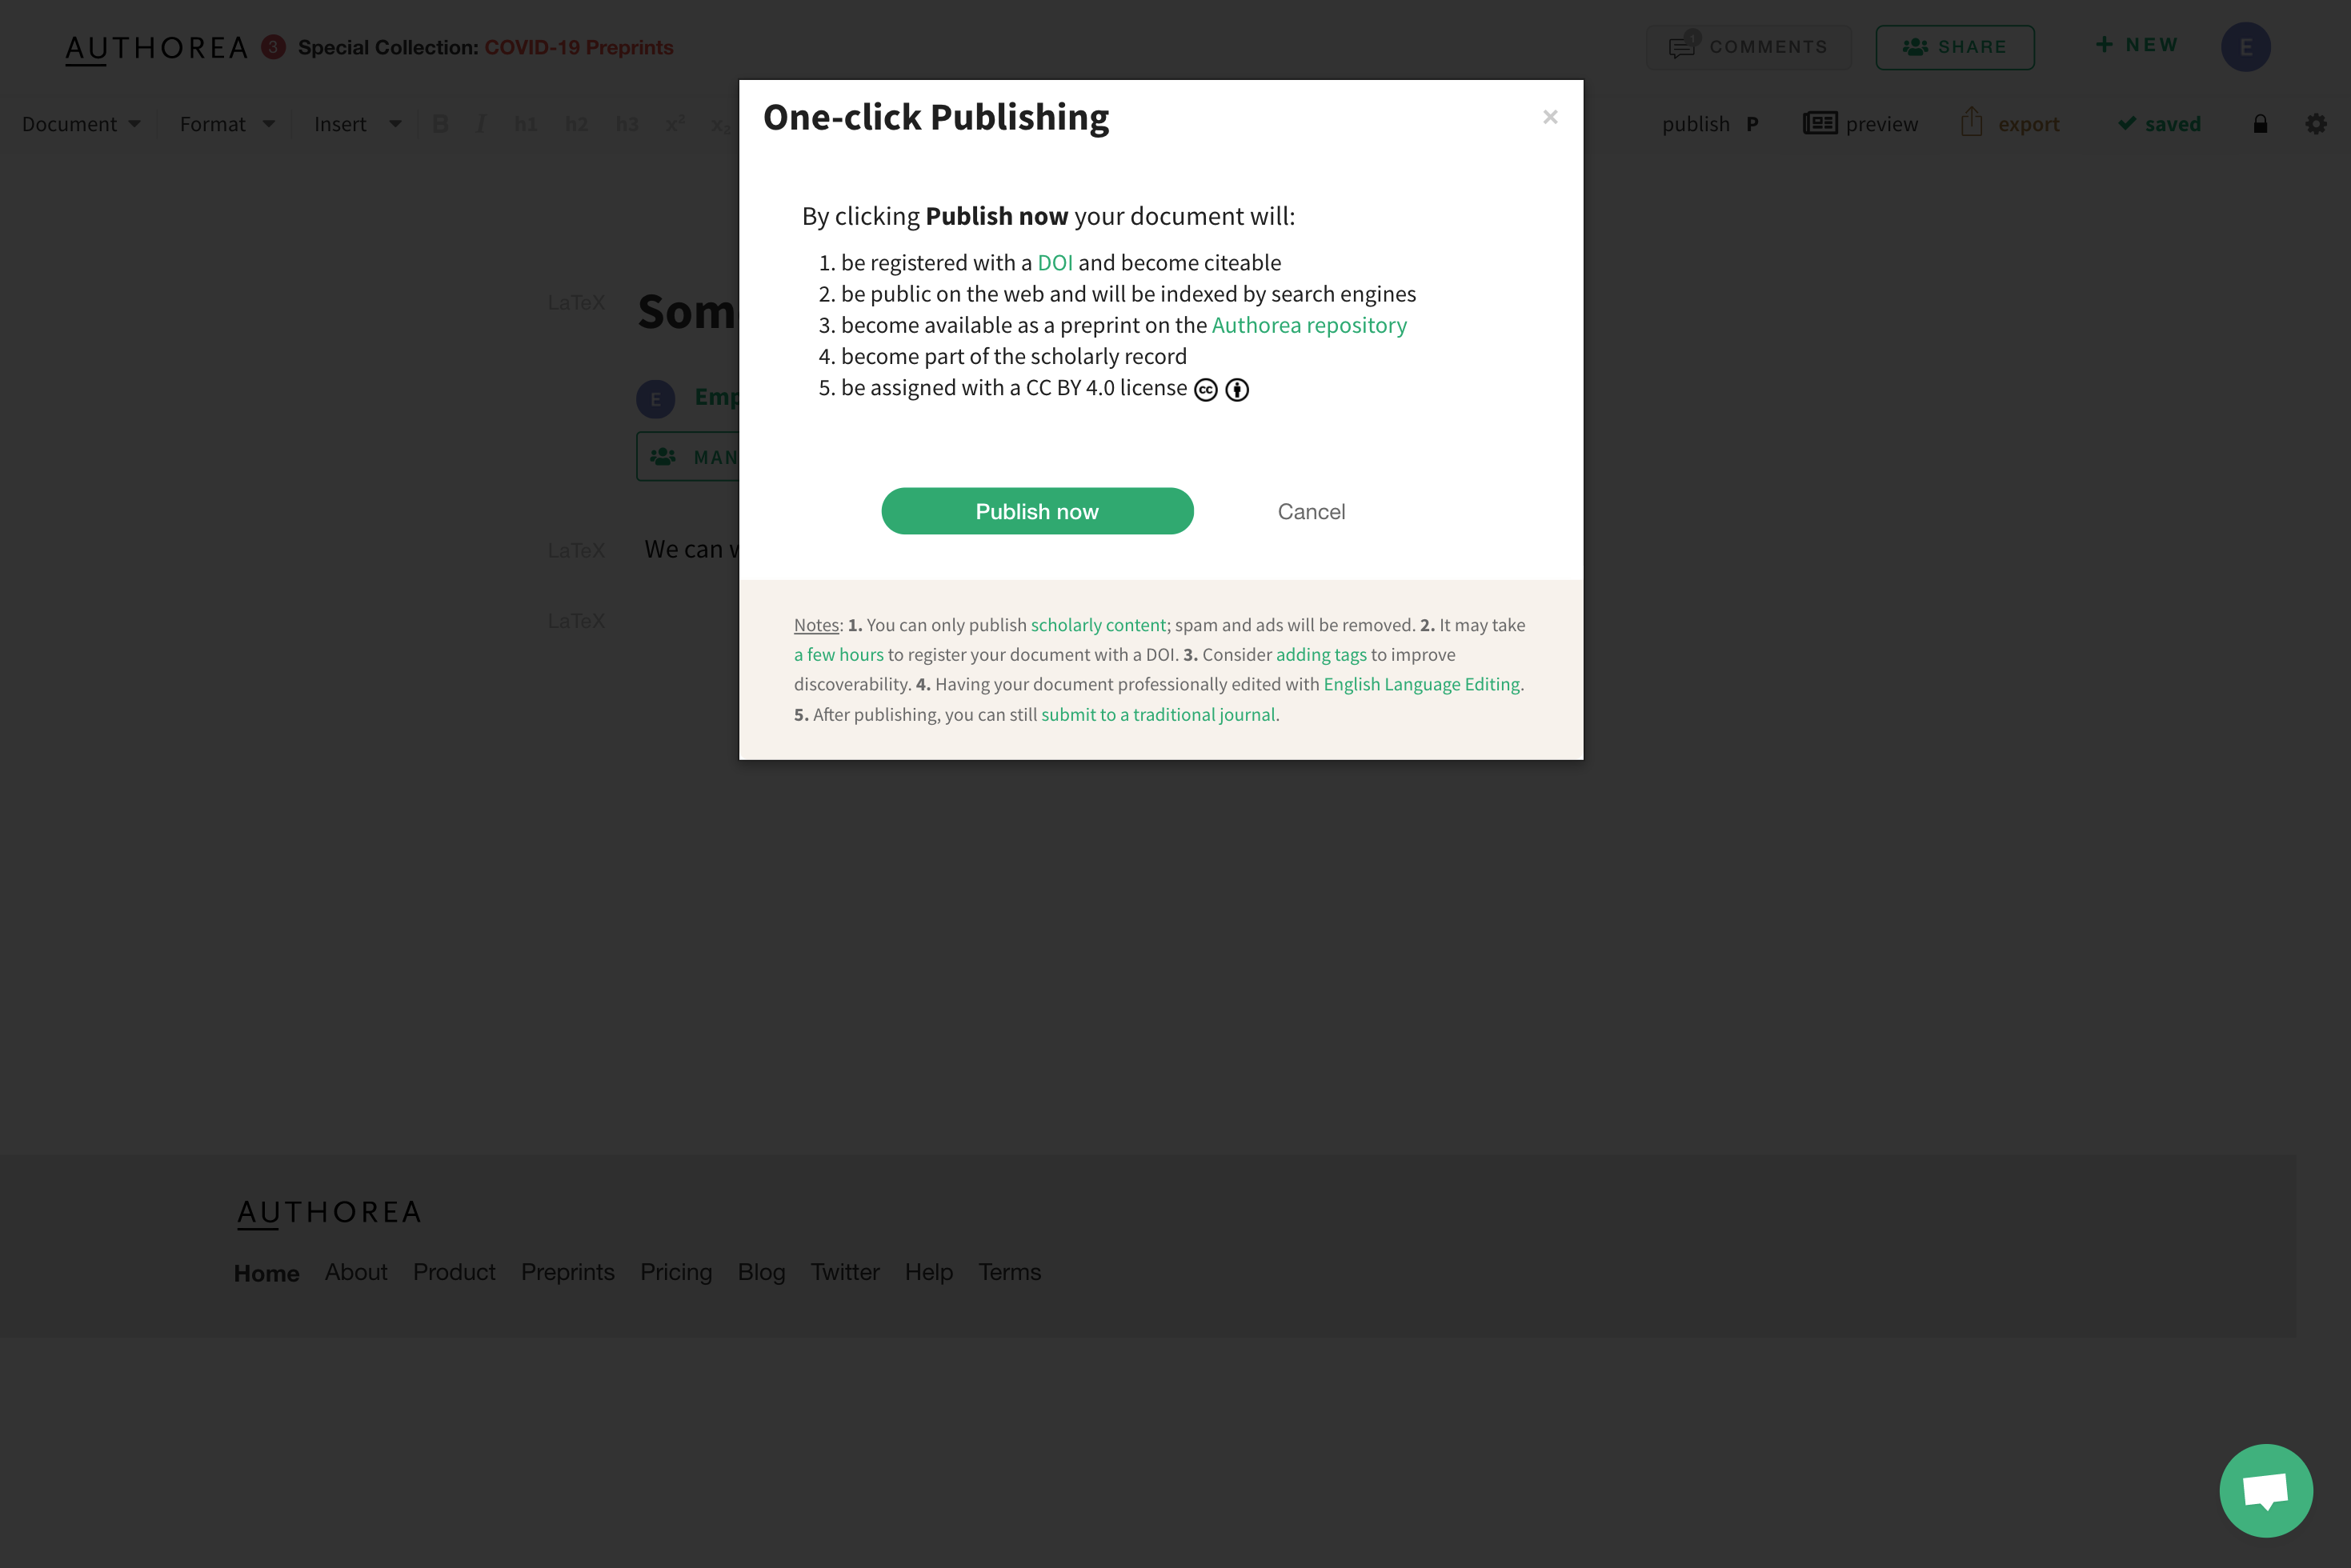 AUTHOREA 3 Special Collection: COVID-19 Preprints
1 COMMENTS SHARE + NEW E
Document Format Insert B I h1 h2 h3 x² x₂
publish P preview export saved
One-click Publishing ×
By clicking Publish now your document will:
1. be registered with a DOI and become citeable
2. be public on the web and will be indexed by search engines
3. become available as a preprint on the Authorea repository
4. become part of the scholarly record
5. be assigned with a CC BY 4.0 license cc
Publish now Cancel
Notes: 1. You can only publish scholarly content; spam and ads will be removed. 2. It may take
a few hours to register your document with a DOI. 3. Consider adding tags to improve
discoverability. 4. Having your document professionally edited with English Language Editing.
5. After publishing, you can still submit to a traditional journal.
LaTeX Som
E Emp
MAN
LaTeX We can
LaTeX
AUTHOREA
Home About Product Preprints Pricing Blog Twitter Help Terms